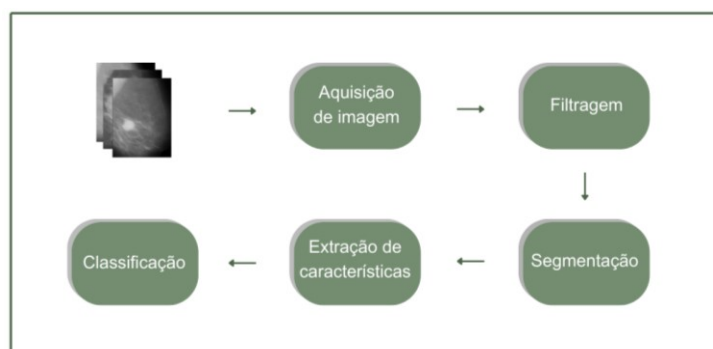 Aquisição
de imagem
Filtragem
Segmentação
Extração de
características
Classificação